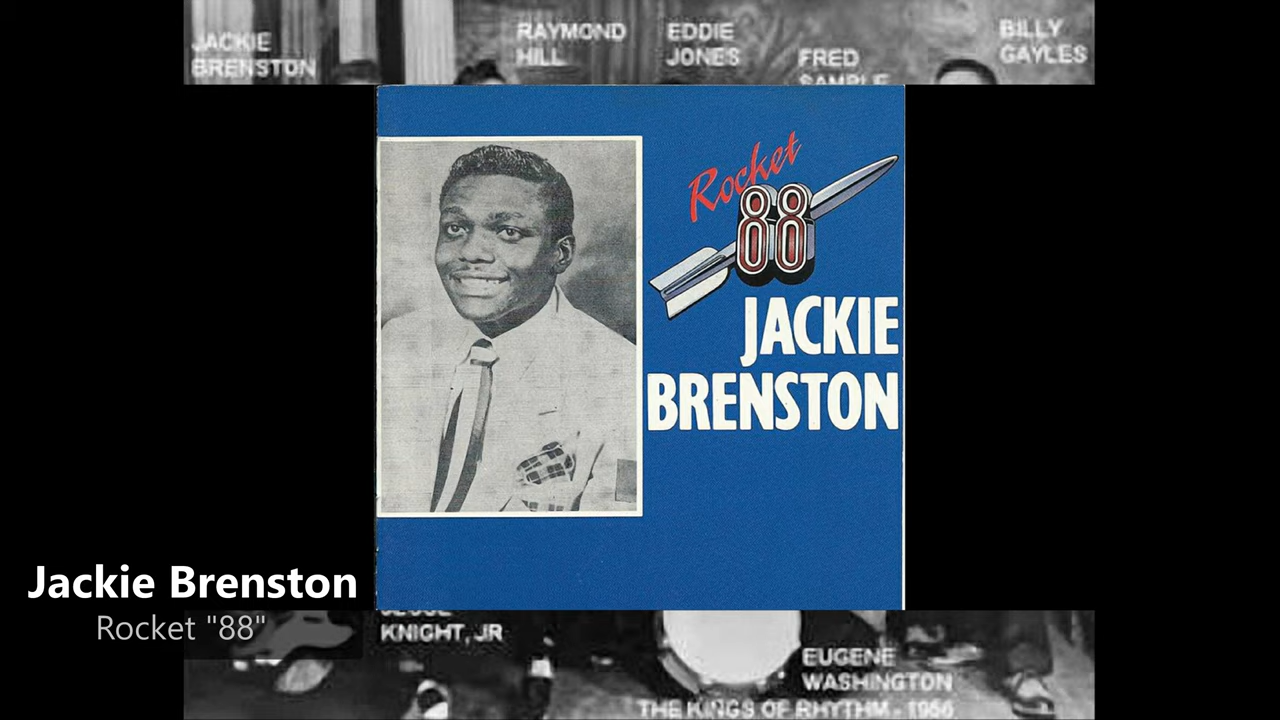 JACKIE
BRENSTON
RAYMOND
HILL
EDDIE
JONES
FRED
SAMPLE
BILLY
GAYLES
Rocket
88
JACKIE
BRENSTON
Jackie Brenston
Rocket "88"
KNIGHT, JR
EUGENE
WASHINGTON
THE KINGS OF RHYTHM - 1956